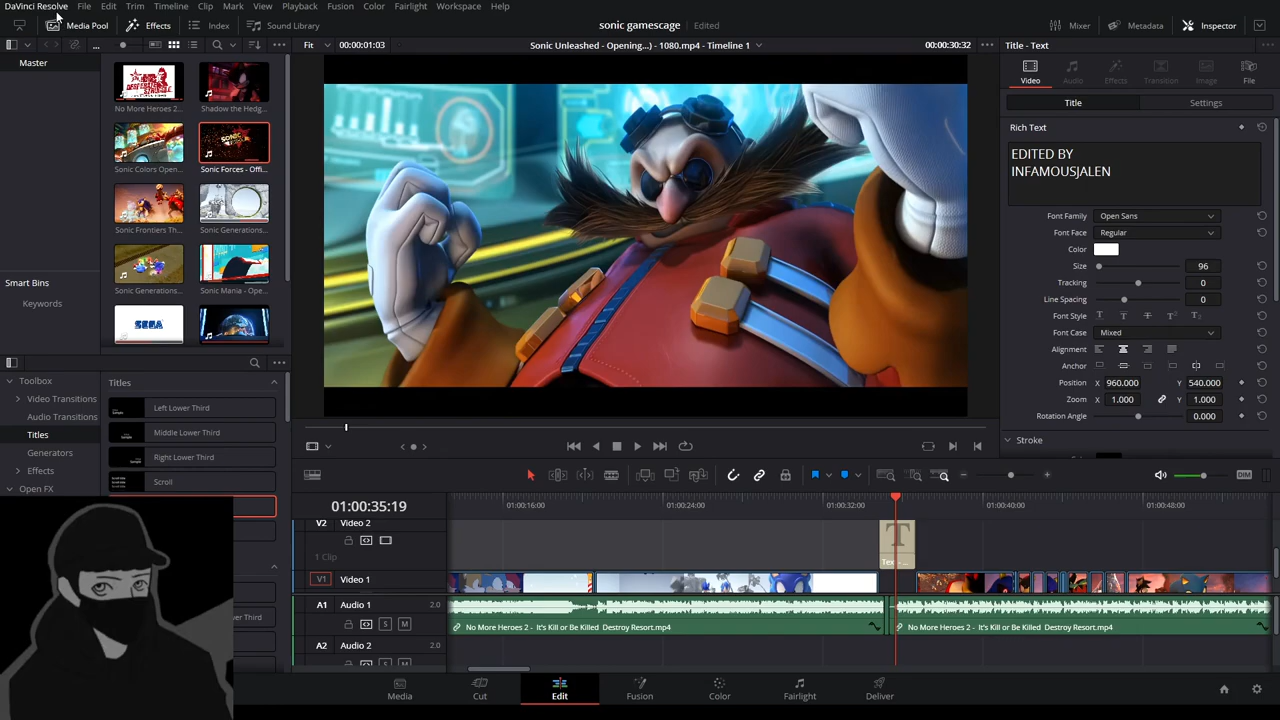 DaVinci Resolve File Edit Trim Timeline Clip Mark View Playback Fusion Color Fairlight Workspace Help
Media Pool Effects Index Sound Library sonic gamescage Edited Mixer Metadata Inspector
... Fit 00:00:01:03 Sonic Unleashed - Opening...) - 1080.mp4 - Timeline 1 00:00:30:32 Title - Text
Master
No More Heroes 2... Shadow the Hedg...
Sonic Colors Open... Sonic Forces - Offi...
Sonic Frontiers Th... Sonic Generations...
Sonic Generations... Sonic Mania - Ope...
SEGA
Smart Bins
Keywords
Video Audio Effects Transition Image File
Title Settings
Rich Text
EDITED BY
INFAMOUSJALEN
Font Family Open Sans
Font Face Regular
Color
Size 96
Tracking 0
Line Spacing 0
Font Style T T T T T
Font Case Mixed
Alignment
Anchor
Position X 960.000 Y 540.000
Zoom X 1.000 Y 1.000
Rotation Angle 0.000
Stroke
Toolbox
Video Transitions
Audio Transitions
Titles
Generators
Effects
Open FX
Titles
Left Lower Third
Middle Lower Third
Right Lower Third
Scroll
01:00:35:19
01:00:16:00 01:00:24:00 01:00:32:00 01:00:40:00 01:00:48:00
DIM
V2 Video 2
1 Clip
T
Text -...
V1 Video 1
A1 Audio 1 2.0
S M
No More Heroes 2 - It's Kill or Be Killed Destroy Resort.mp4
No More Heroes 2 - It's Kill or Be Killed Destroy Resort.mp4
A2 Audio 2 2.0
S M
Media Cut Edit Fusion Color Fairlight Deliver